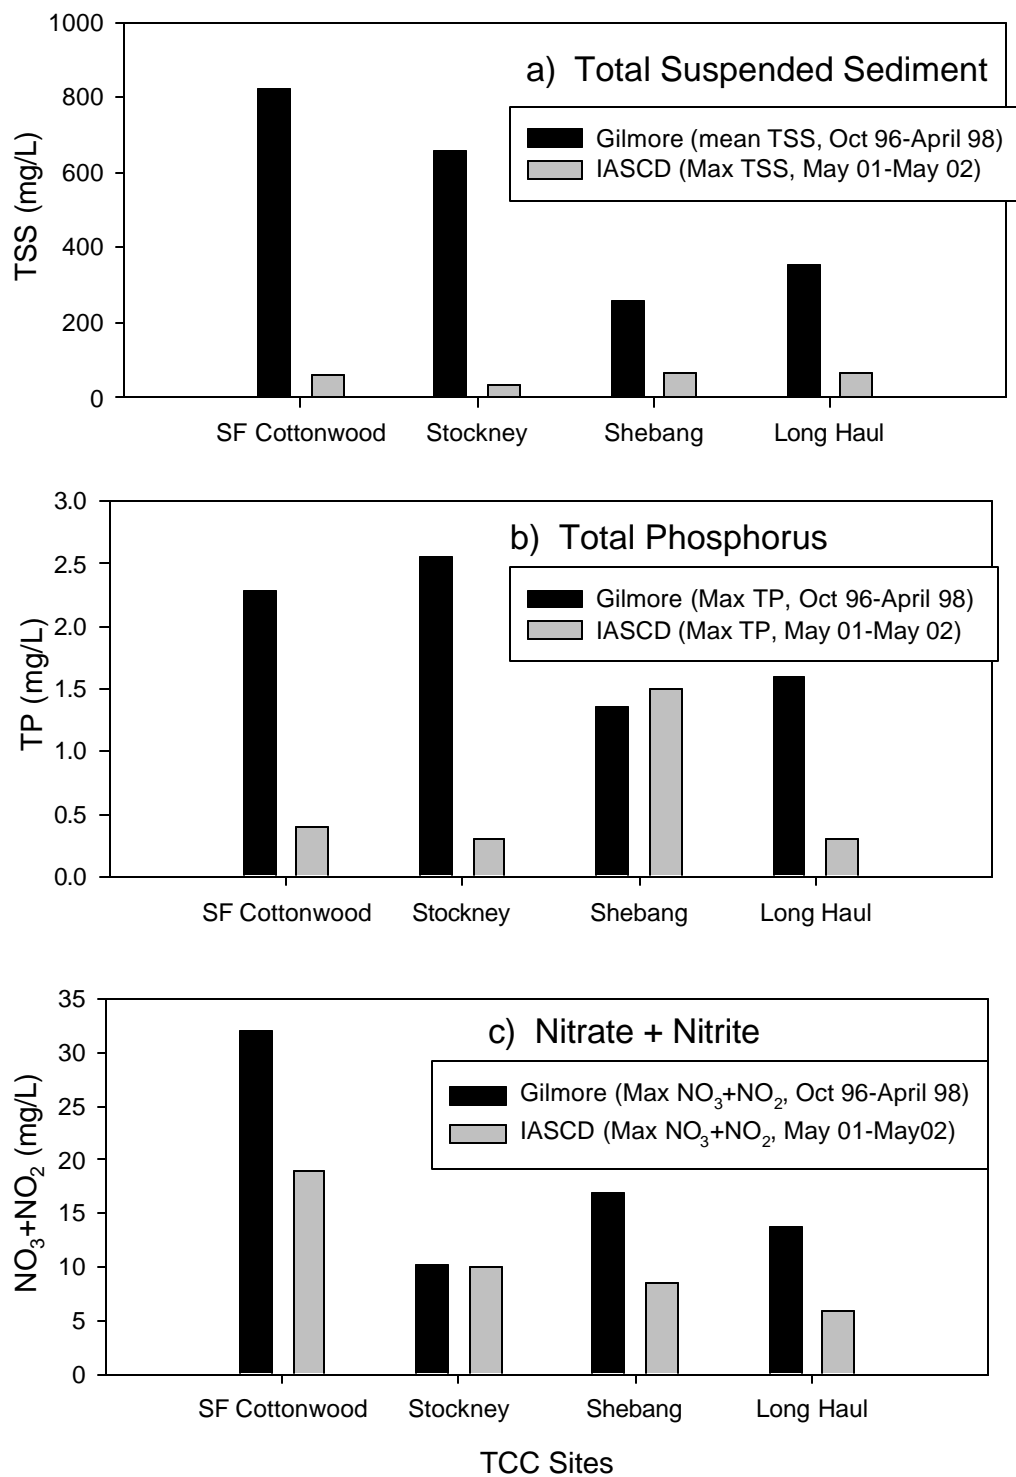 a) Total Suspended Sediment
Gilmore (mean TSS, Oct 96-April 98)
IASCD (Max TSS, May 01-May 02)
TSS (mg/L)
1000
800
600
400
200
0
SF Cottonwood Stockney Shebang Long Haul
b) Total Phosphorus
Gilmore (Max TP, Oct 96-April 98)
IASCD (Max TP, May 01-May 02)
TP (mg/L)
3.0
2.5
2.0
1.5
1.0
0.5
0.0
SF Cottonwood Stockney Shebang Long Haul
c) Nitrate + Nitrite
Gilmore (Max NO₃+NO₂, Oct 96-April 98)
IASCD (Max NO₃+NO₂, May 01-May02)
NO₃+NO₂ (mg/L)
35
30
25
20
15
10
5
0
SF Cottonwood Stockney Shebang Long Haul
TCC Sites